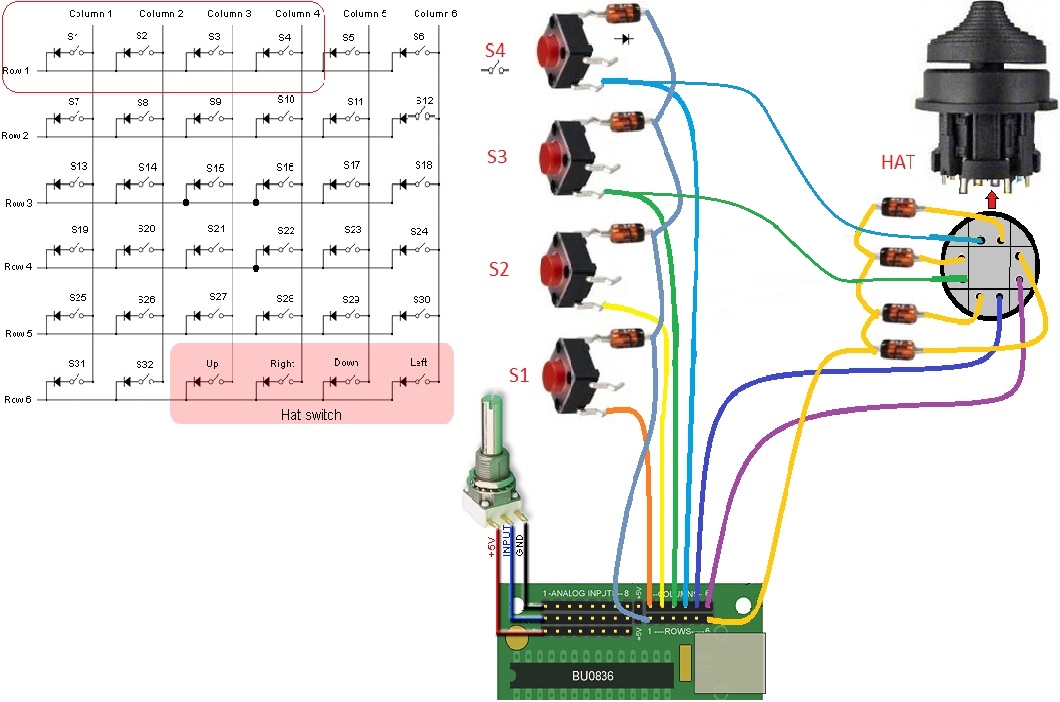 Column 1 Column 2 Column 3 Column 4 Column 5 Column 6
S1 S2 S3 S4 S5 S6
Row 1
S7 S8 S9 S10 S11 S12
Row 2
S13 S14 S15 S16 S17 S18
Row 3
S19 S20 S21 S22 S23 S24
Row 4
S25 S26 S27 S28 S29 S30
Row 5
S31 S32 Up Right Down Left
Row 6
Hat switch
S4
S3
S2
S1
HAT
+5V
INPUT
GND
1-ANALOG INPUTS--8
+5V
1--COLUMNS--6
+5V
1----ROWS----6
BU0836